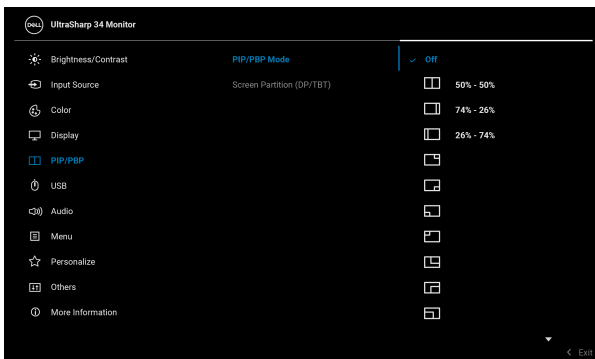 DELL UltraSharp 34 Monitor
Brightness/Contrast PIP/PBP Mode Off
Input Source Screen Partition (DP/TBT) 50% - 50%
Color 74% - 26%
Display 26% - 74%
PIP/PBP
USB
Audio
Menu
Personalize
Others
More Information
Exit